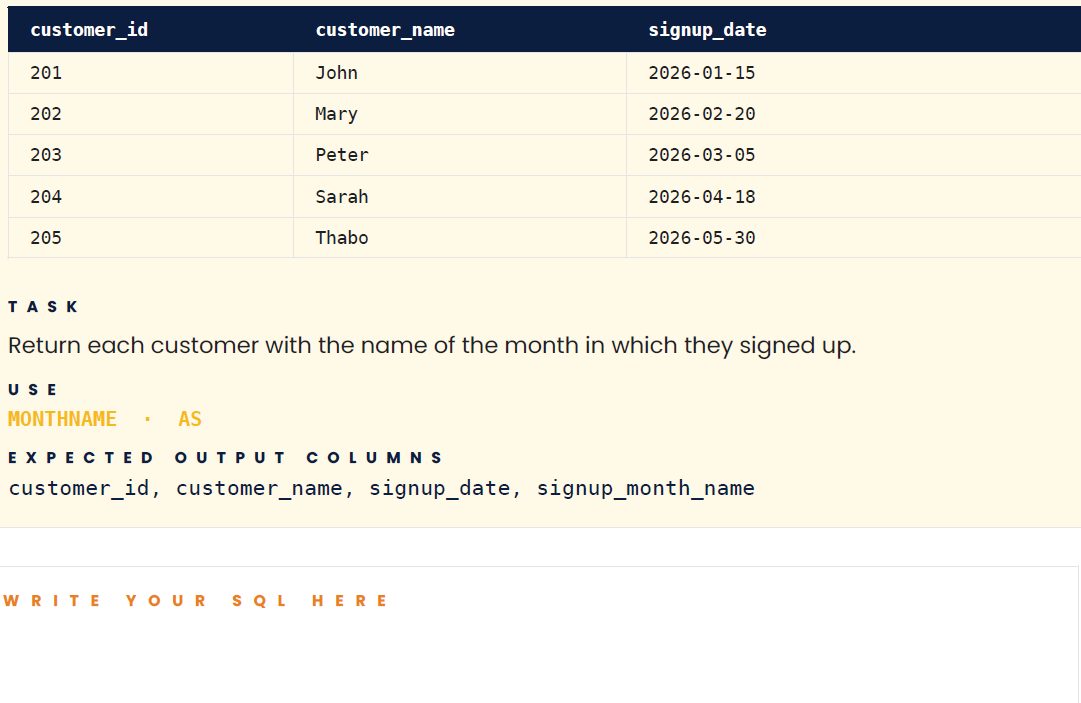 customer_id customer_name signup_date
201 John 2026-01-15
202 Mary 2026-02-20
203 Peter 2026-03-05
204 Sarah 2026-04-18
205 Thabo 2026-05-30
TASK
Return each customer with the name of the month in which they signed up.
USE
MONTHNAME · AS
EXPECTED OUTPUT COLUMNS
customer_id, customer_name, signup_date, signup_month_name
WRITE YOUR SQL HERE